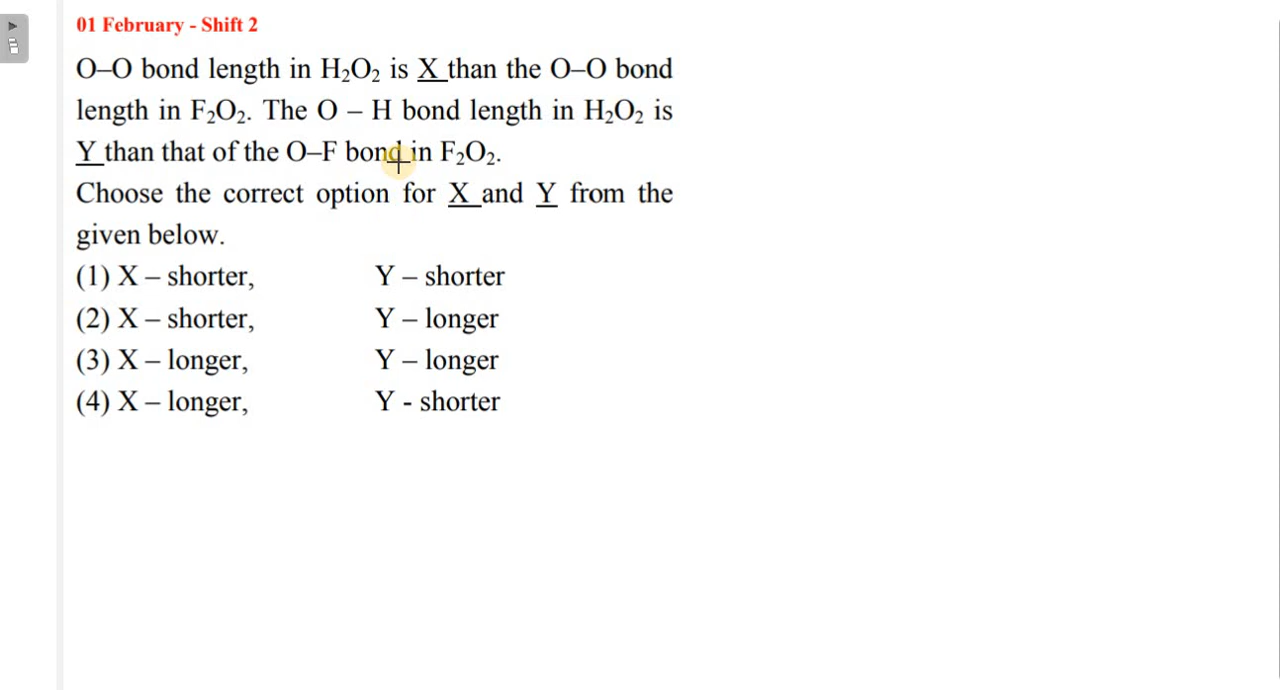 01 February - Shift 2
O–O bond length in H₂O₂ is X than the O–O bond
length in F₂O₂. The O – H bond length in H₂O₂ is
Y than that of the O–F bond in F₂O₂.
Choose the correct option for X and Y from the
given below.
(1) X – shorter, Y – shorter
(2) X – shorter, Y – longer
(3) X – longer, Y – longer
(4) X – longer, Y - shorter